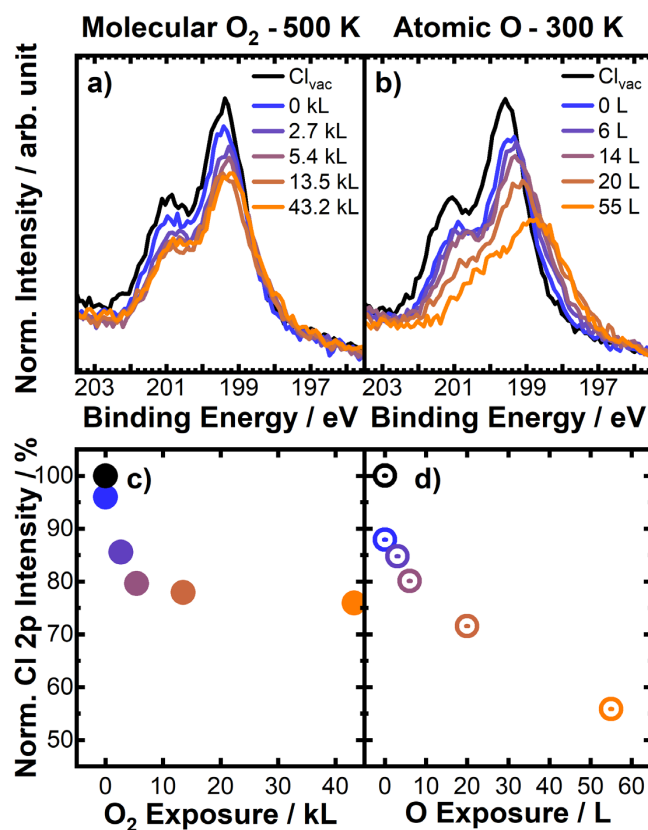 Molecular O₂ - 500 K
Atomic O - 300 K
Norm. Intensity / arb. unit
a)
Cl_vac
0 kL
2.7 kL
5.4 kL
13.5 kL
43.2 kL
203 201 199 197
Binding Energy / eV
b)
Cl_vac
0 L
6 L
14 L
20 L
55 L
203 201 199 197
Binding Energy / eV
Norm. Cl 2p Intensity / %
100
90
80
70
60
50
c)
0 10 20 30 40
O₂ Exposure / kL
d)
0 10 20 30 40 50 60
O Exposure / L